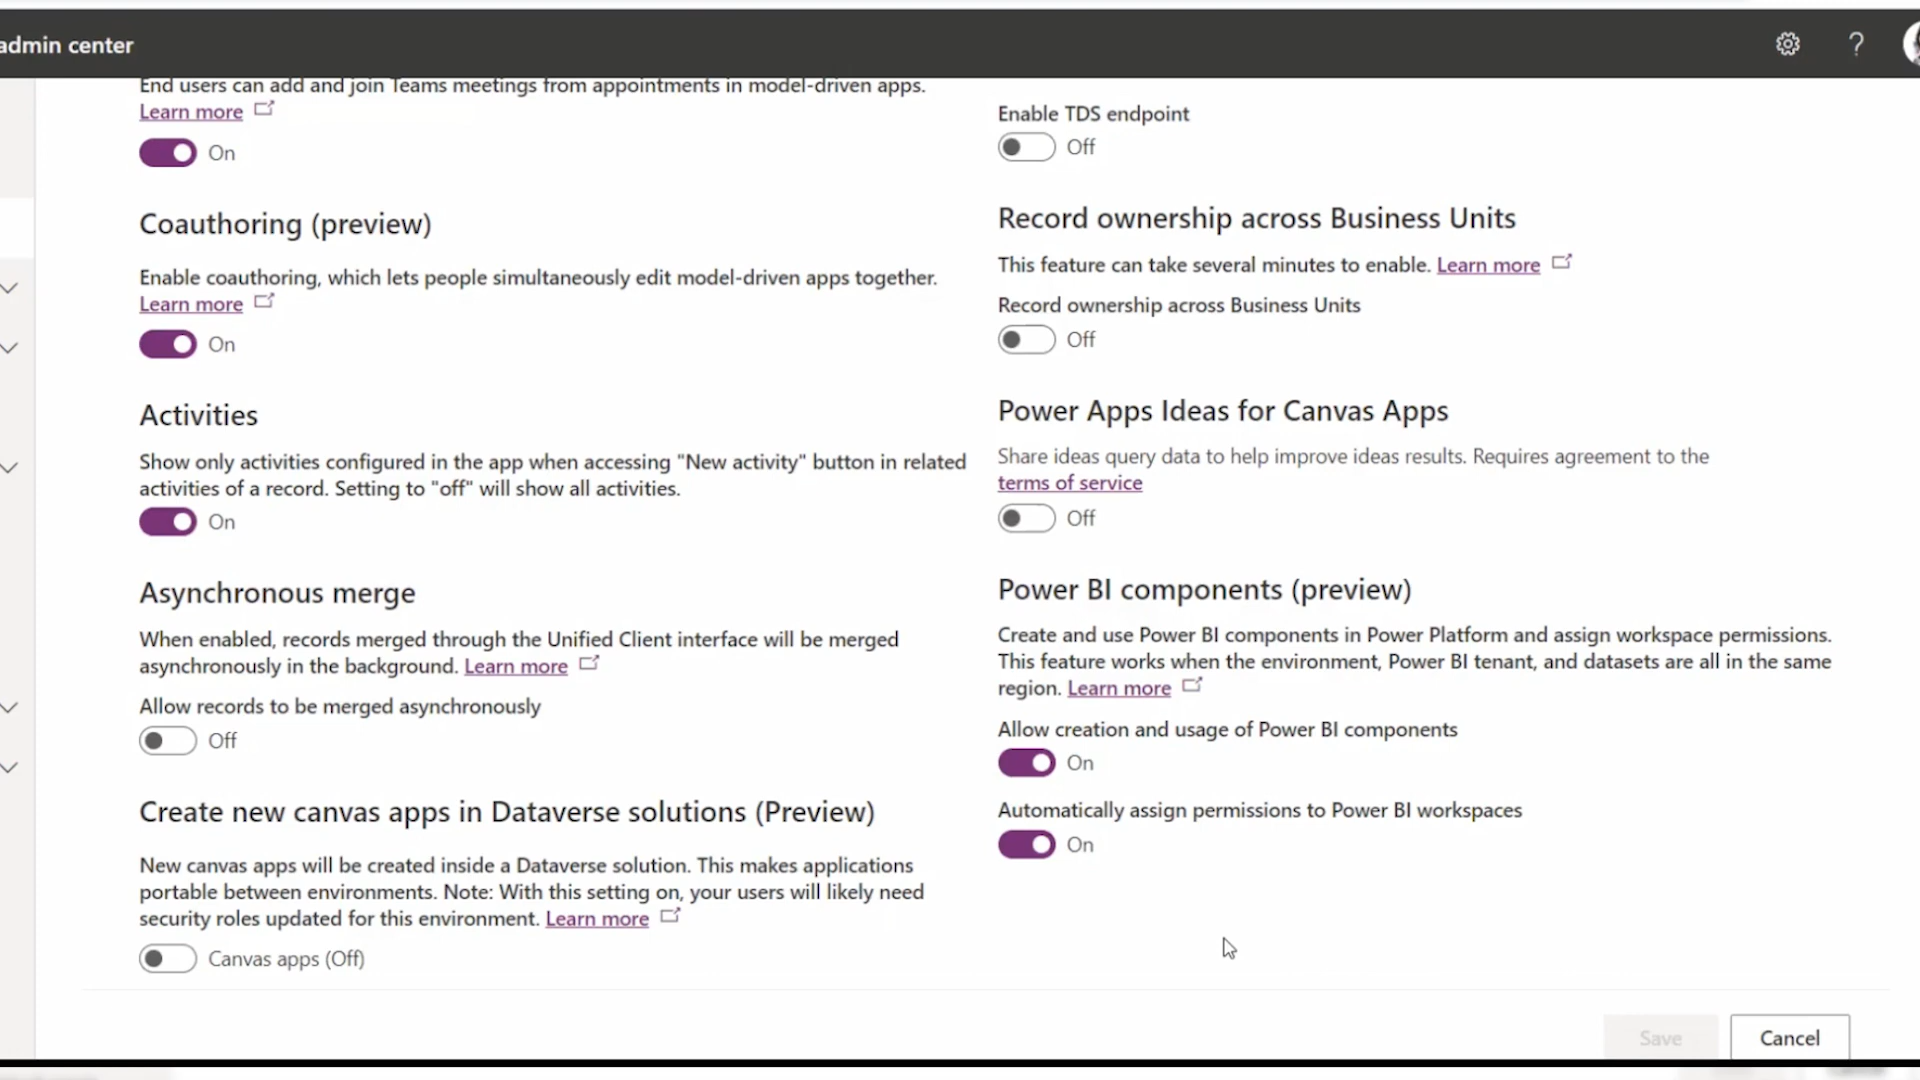 admin center
?
End users can add and join Teams meetings from appointments in model-driven apps.
Learn more
On
Coauthoring (preview)
Enable coauthoring, which lets people simultaneously edit model-driven apps together.
Learn more
On
Activities
Show only activities configured in the app when accessing "New activity" button in related
activities of a record. Setting to "off" will show all activities.
On
Asynchronous merge
When enabled, records merged through the Unified Client interface will be merged
asynchronously in the background. Learn more
Allow records to be merged asynchronously
Off
Create new canvas apps in Dataverse solutions (Preview)
New canvas apps will be created inside a Dataverse solution. This makes applications
portable between environments. Note: With this setting on, your users will likely need
security roles updated for this environment. Learn more
Canvas apps (Off)
Enable TDS endpoint
Off
Record ownership across Business Units
This feature can take several minutes to enable. Learn more
Record ownership across Business Units
Off
Power Apps Ideas for Canvas Apps
Share ideas query data to help improve ideas results. Requires agreement to the
terms of service
Off
Power BI components (preview)
Create and use Power BI components in Power Platform and assign workspace permissions.
This feature works when the environment, Power BI tenant, and datasets are all in the same
region. Learn more
Allow creation and usage of Power BI components
On
Automatically assign permissions to Power BI workspaces
On
Save
Cancel